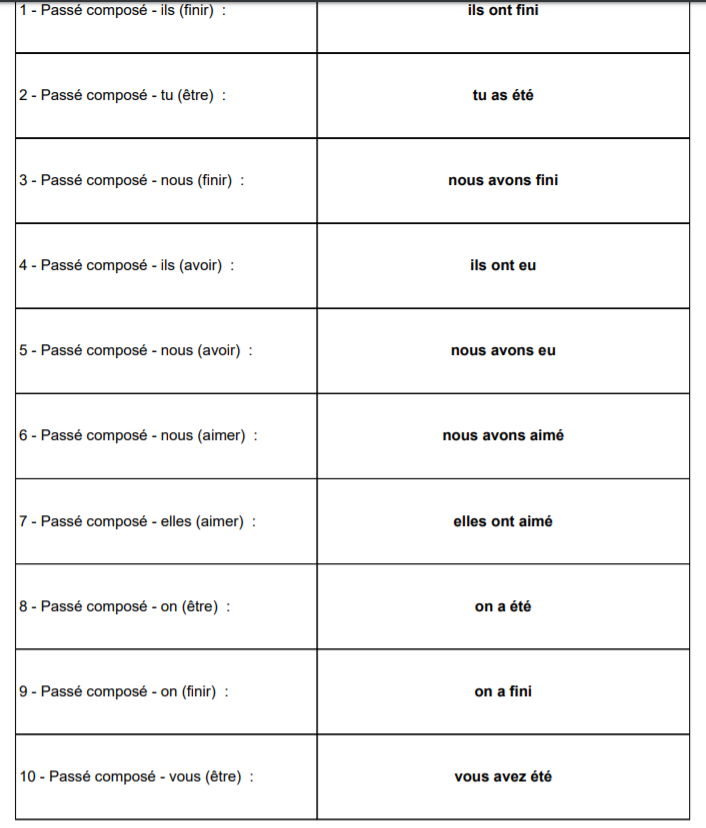 1 - Passé composé - ils (finir)  :  ils ont fini
2 - Passé composé - tu (être)  :  tu as été
3 - Passé composé - nous (finir)  :  nous avons fini
4 - Passé composé - ils (avoir)  :  ils ont eu
5 - Passé composé - nous (avoir)  :  nous avons eu
6 - Passé composé - nous (aimer)  :  nous avons aimé
7 - Passé composé - elles (aimer)  :  elles ont aimé
8 - Passé composé - on (être)  :  on a été
9 - Passé composé - on (finir)  :  on a fini
10 - Passé composé - vous (être)  :  vous avez été